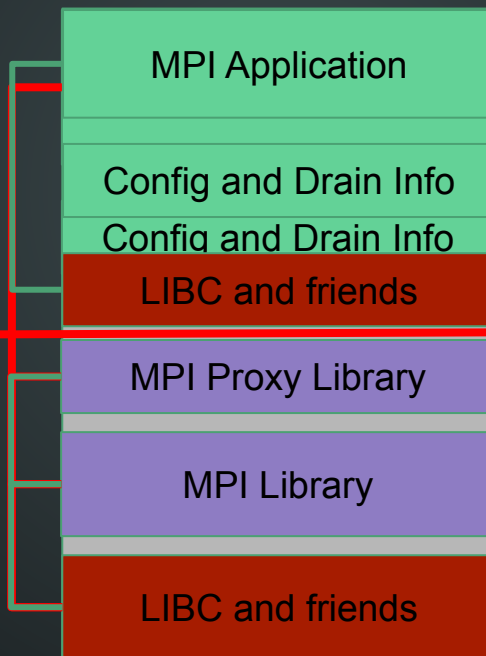 MPI Application
Config and Drain Info
Config and Drain Info
LIBC and friends
MPI Proxy Library
MPI Library
LIBC and friends